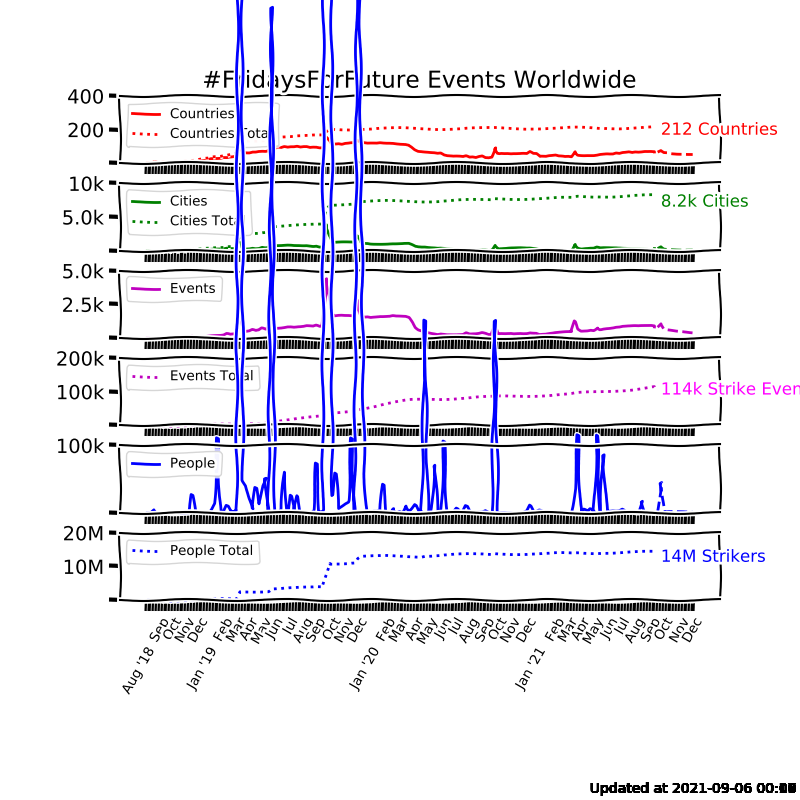 #FridaysForFuture Events Worldwide
400
200
Countries
Countries Total
212 Countries
10k
5.0k
Cities
Cities Total
8.2k Cities
5.0k
2.5k
Events
200k
100k
Events Total
114k Strike Even
100k
People
20M
10M
People Total
14M Strikers
Aug '18 Sep Oct Nov Dec Jan '19 Feb Mar Apr May Jun Jul Aug Sep Oct Nov Dec Jan '20 Feb Mar Apr May Jun Jul Aug Sep Oct Nov Dec Jan '21 Feb Mar Apr May Jun Jul Aug Sep Oct Nov Dec
Updated at 2021-09-06